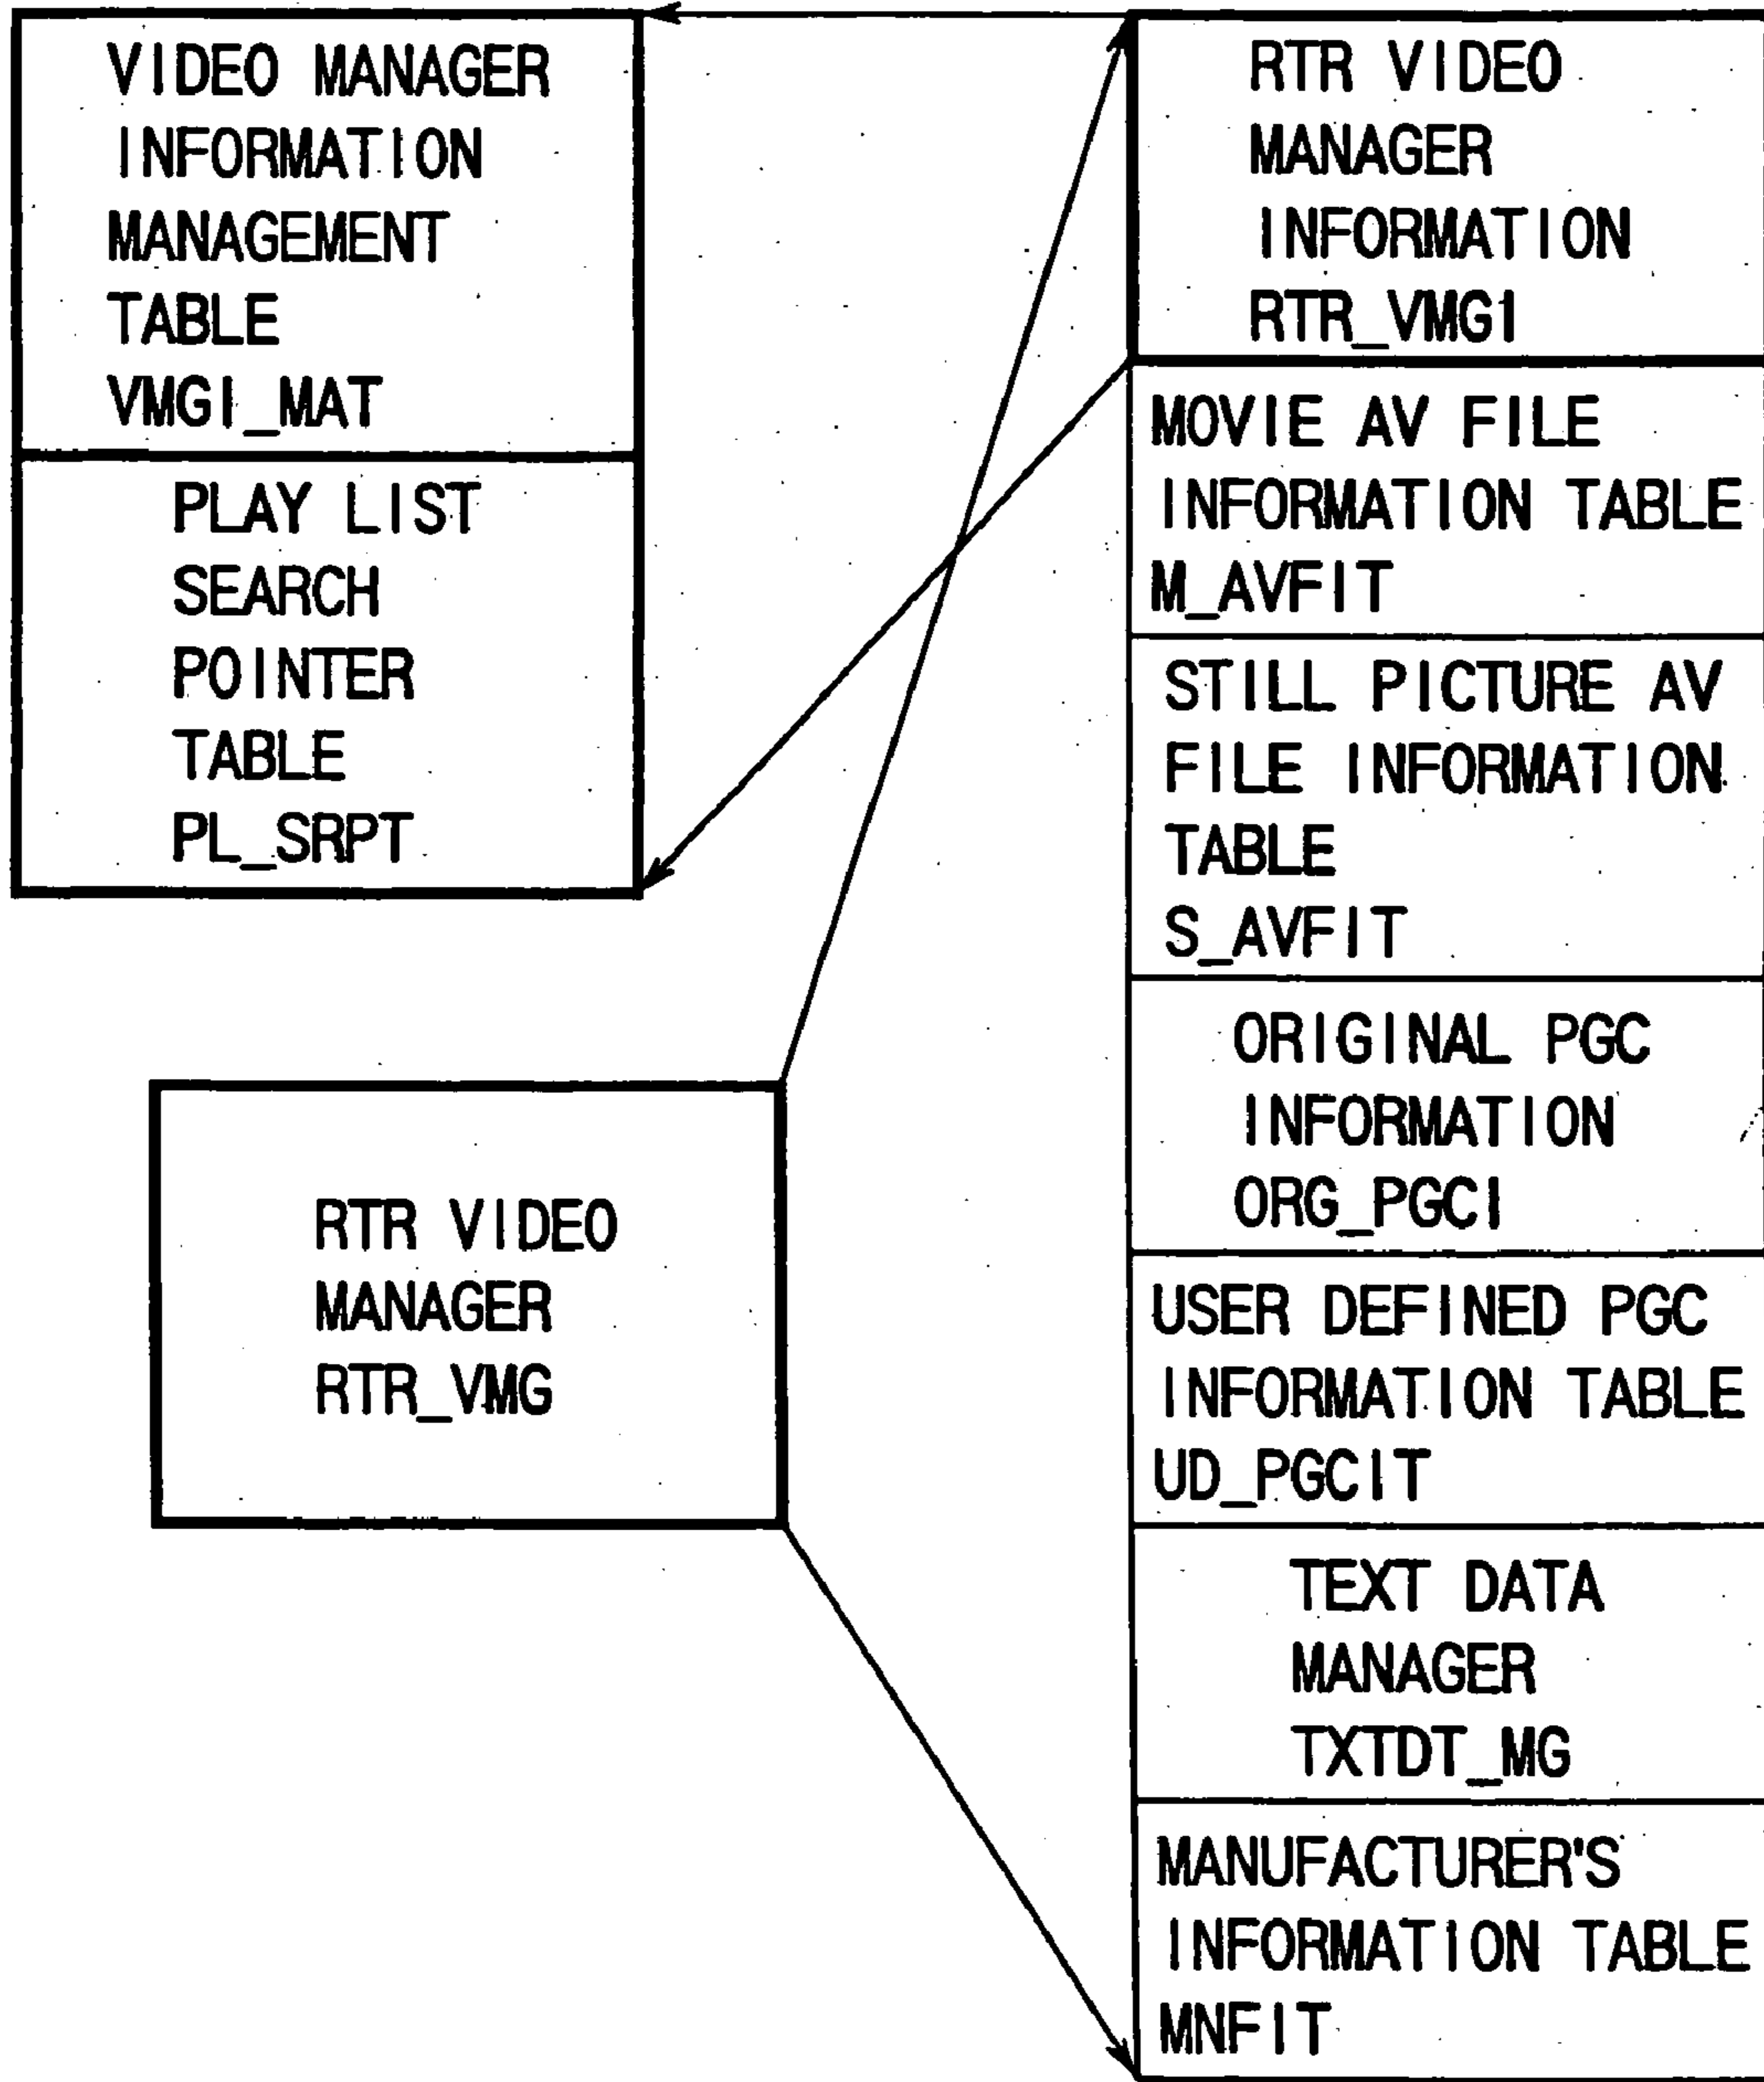 VIDEO MANAGER
INFORMATION
MANAGEMENT
TABLE
VMGI_MAT
PLAY LIST
SEARCH
POINTER
TABLE
PL_SRPT
RTR VIDEO
MANAGER
RTR_VMG
RTR VIDEO
MANAGER
INFORMATION
RTR_VMGI
MOVIE AV FILE
INFORMATION TABLE
M_AVFIT
STILL PICTURE AV
FILE INFORMATION
TABLE
S_AVFIT
ORIGINAL PGC
INFORMATION
ORG_PGCI
USER DEFINED PGC
INFORMATION TABLE
UD_PGCIT
TEXT DATA
MANAGER
TXTDT_MG
MANUFACTURER'S
INFORMATION TABLE
MNFIT